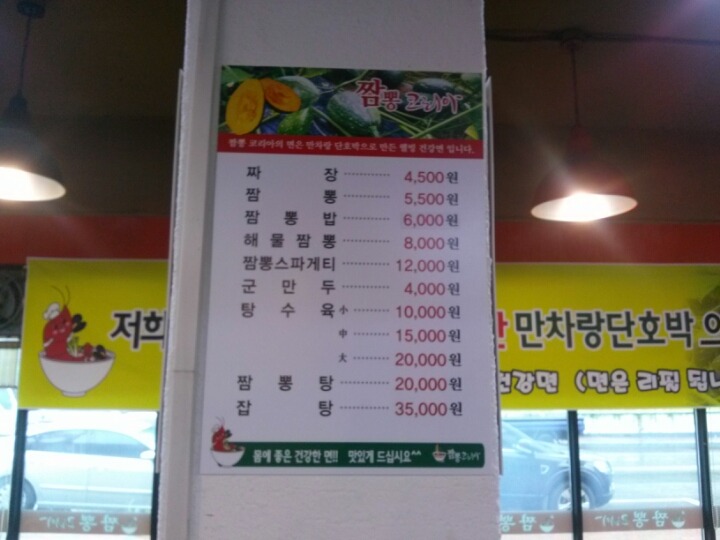 짬뽕 코리아
짬뽕 코리아의 면은 만차랑 단호박으로 만든 웰빙 건강면 입니다.
짜장 ············ 4,500원
짬뽕 ············ 5,500원
짬뽕밥 ············ 6,000원
해물짬뽕 ············ 8,000원
짬뽕스파게티 ············ 12,000원
군만두 ············ 4,000원
탕수육 小 ············ 10,000원
中 ············ 15,000원
大 ············ 20,000원
짬뽕탕 ············ 20,000원
잡탕 ············ 35,000원
몸에 좋은 건강한 면!! 맛있게 드십시요^^ 짬뽕코리아
저희
만차랑단호박
건강면 (면은 리필 됩니